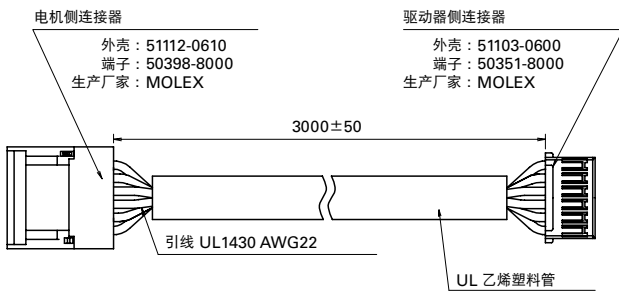 电机侧连接器
外壳：51112-0610
端子：50398-8000
生产厂家：MOLEX
驱动器侧连接器
外壳：51103-0600
端子：50351-8000
生产厂家：MOLEX
3000±50
引线 UL1430 AWG22
UL 乙烯塑料管